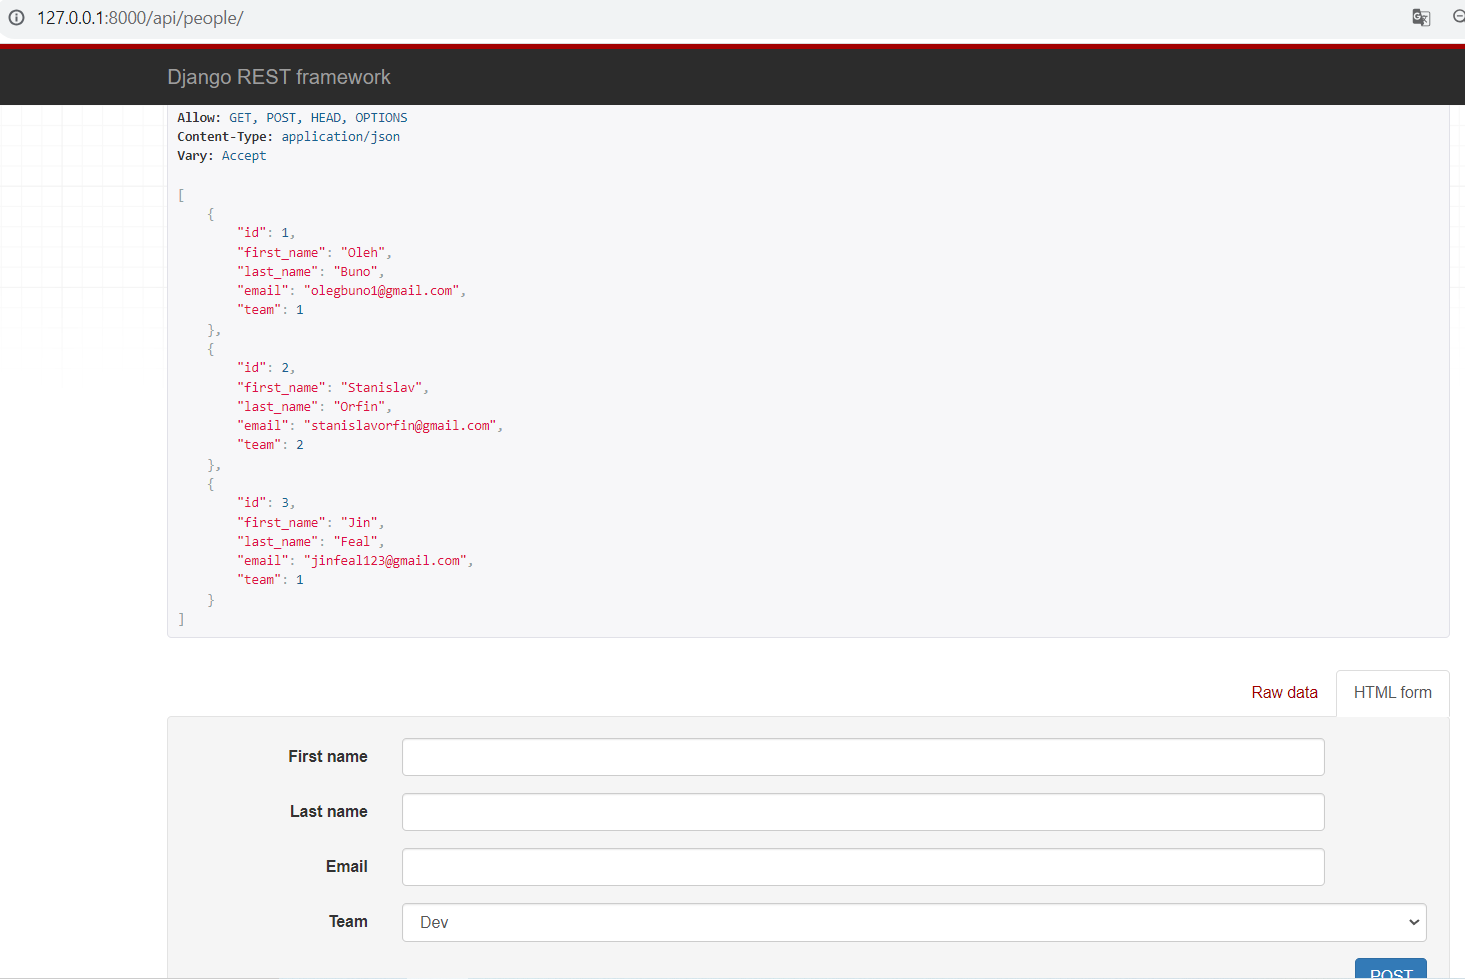 127.0.0.1:8000/api/people/
Django REST framework
Allow: GET, POST, HEAD, OPTIONS
Content-Type: application/json
Vary: Accept
[
    {
        "id": 1,
        "first_name": "Oleh",
        "last_name": "Buno",
        "email": "olegbuno1@gmail.com",
        "team": 1
    },
    {
        "id": 2,
        "first_name": "Stanislav",
        "last_name": "Orfin",
        "email": "stanislavorfin@gmail.com",
        "team": 2
    },
    {
        "id": 3,
        "first_name": "Jin",
        "last_name": "Feal",
        "email": "jinfeal123@gmail.com",
        "team": 1
    }
]
Raw data HTML form
First name
Last name
Email
Team Dev
POST